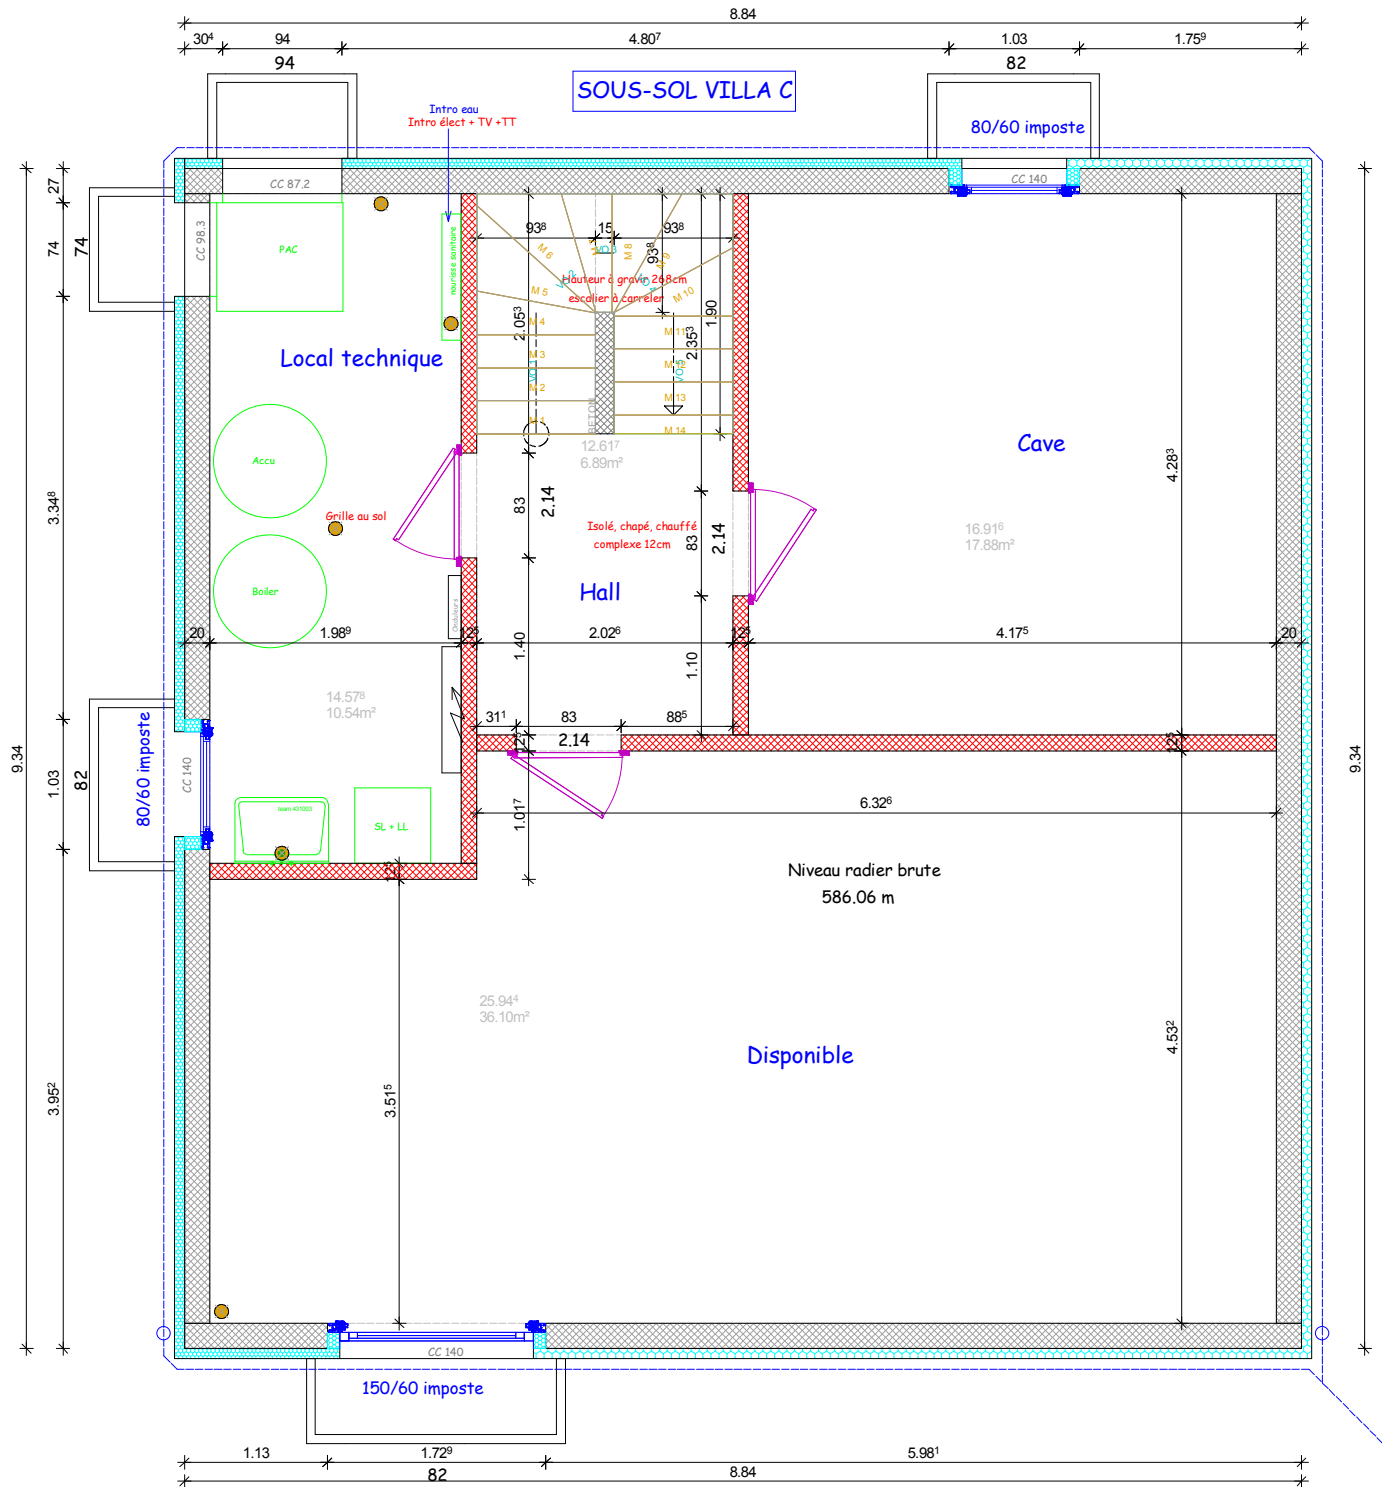 8.84
30⁴ 94 4.80⁷ 1.03 1.75⁹
94 82
SOUS-SOL VILLA C
Intro eau
Intro élect + TV +TT
80/60 imposte
CC 87.2
CC 140
27
74
74
CC 98.3
PAC
nourrisse sanitaire
93⁸ 15 93⁸
93⁸
1.90
2.05³
2.35³
Hauteur à gravir 268cm
escalier à carreler
M 1
M 2
M 3
M 4
M 5
M 6
M 8
M 9
M 10
M 11
M 12
M 13
M 14
BETON
Local technique
12.61⁷
6.89m²
Cave
4.28³
Accu
3.34⁸
Grille au sol
83
2.14
Isolé, chapé, chauffé
complexe 12cm
83
2.14
16.91⁶
17.88m²
Boiler
Onduleurs
Hall
20 1.98⁹ 12⁵ 2.02⁶ 12⁵ 4.17⁵ 20
1.40
1.10
14.57⁸
10.54m²
31¹ 83 88⁵
2.14
12⁵
12⁵
9.34
1.03
82
80/60 imposte
CC 140
9.34
6.32⁶
1.01⁷
SL + LL
12⁵
Niveau radier brute
586.06 m
25.94⁴
36.10m²
Disponible
4.53²
3.95²
3.51⁵
CC 140
150/60 imposte
1.13 1.72⁹ 5.98¹
82 8.84